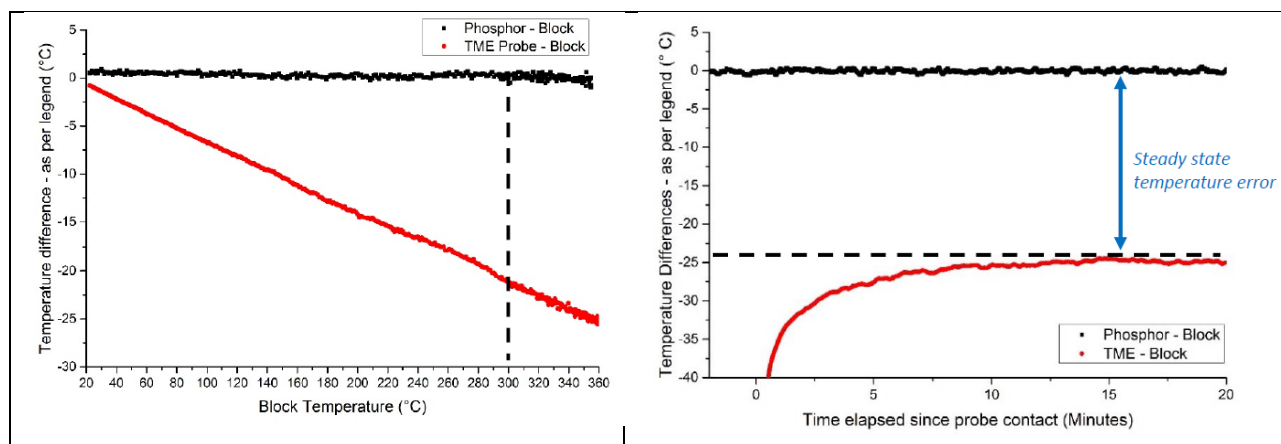 Phosphor - Block
TME Probe - Block
5
0
-5
-10
-15
-20
-25
-30
20 40 60 80 100 120 140 160 180 200 220 240 260 280 300 320 340 360
Temperature difference - as per legend (°C)
Block Temperature (°C)
5
0
-5
-10
-15
-20
-25
-30
-35
-40
0 5 10 15 20
Temperature Differences - as per legend (° C)
Steady state
temperature error
Phosphor - Block
TME - Block
Time elapsed since probe contact (Minutes)